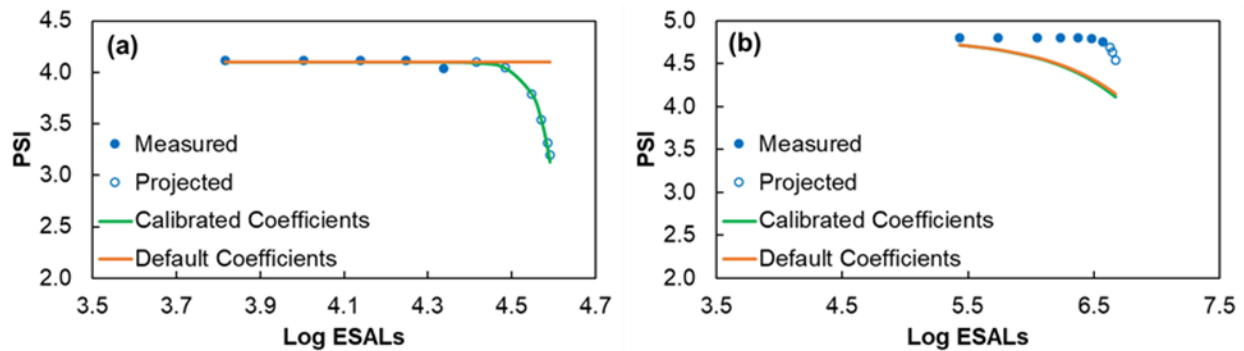 (a)
PSI
4.5
4.0
3.5
3.0
2.5
2.0
Measured
Projected
Calibrated Coefficients
Default Coefficients
3.5 3.7 3.9 4.1 4.3 4.5 4.7
Log ESALs
(b)
PSI
5.0
4.5
4.0
3.5
3.0
2.5
2.0
Measured
Projected
Calibrated Coefficients
Default Coefficients
3.5 4.5 5.5 6.5 7.5
Log ESALs